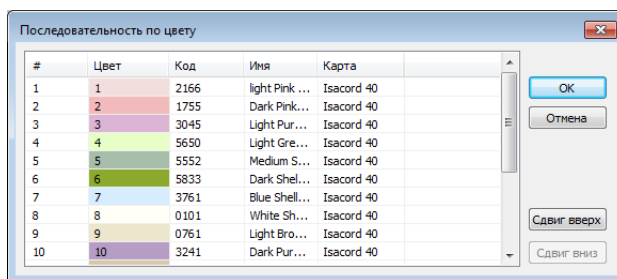 Последовательность по цвету
# Цвет Код Имя Карта
1 1 2166 light Pink ... Isacord 40
2 2 1755 Dark Pink... Isacord 40
3 3 3045 Light Pur... Isacord 40
4 4 5650 Light Gre... Isacord 40
5 5 5552 Medium S... Isacord 40
6 6 5833 Dark Shel... Isacord 40
7 7 3761 Blue Shell... Isacord 40
8 8 0101 White Sh... Isacord 40
9 9 0761 Light Bro... Isacord 40
10 10 3241 Dark Pur... Isacord 40
OK
Отмена
Сдвиг вверх
Сдвиг вниз